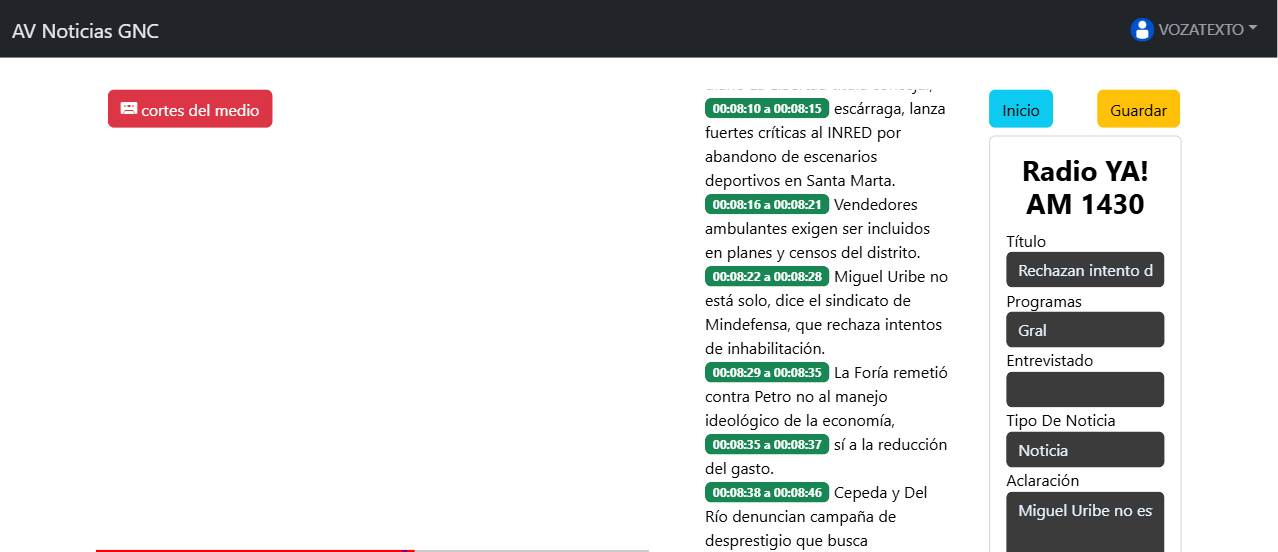 AV Noticias GNC
VOZATEXTO
cortes del medio
00:08:10 a 00:08:15 escárraga, lanza
fuertes críticas al INRED por
abandono de escenarios
deportivos en Santa Marta.
00:08:16 a 00:08:21 Vendedores
ambulantes exigen ser incluidos
en planes y censos del distrito.
00:08:22 a 00:08:28 Miguel Uribe no
está solo, dice el sindicato de
Mindefensa, que rechaza intentos
de inhabilitación.
00:08:29 a 00:08:35 La Foría remetió
contra Petro no al manejo
ideológico de la economía,
00:08:35 a 00:08:37 sí a la reducción
del gasto.
00:08:38 a 00:08:46 Cepeda y Del
Río denuncian campaña de
desprestigio que busca
Inicio
Guardar
Radio YA!
AM 1430
Título
Rechazan intento d
Programas
Gral
Entrevistado
Tipo De Noticia
Noticia
Aclaración
Miguel Uribe no es